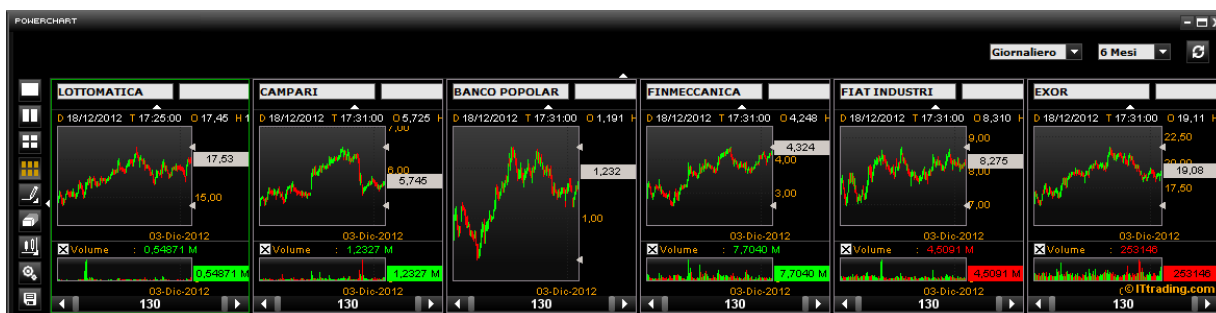 POWERCHART
Giornaliero 6 Mesi
LOTTOMATICA CAMPARI BANCO POPOLAR FINMECCANICA FIAT INDUSTRI EXOR
D 18/12/2012 T 17:25:00 O 17,45 H 1 D 18/12/2012 T 17:31:00 O 5,725 H D 18/12/2012 T 17:31:00 O 1,191 H D 18/12/2012 T 17:31:00 O 4,248 H D 18/12/2012 T 17:31:00 O 8,310 H D 18/12/2012 T 17:31:00 O 19,11 H
7,00 9,00 22,50
17,53 4,324
4,00 8,275 20,00
6,00 1,232 8,00 19,08
5,745
15,00 3,00 17,50
1,00 7,00
03-Dic-2012 03-Dic-2012 03-Dic-2012 03-Dic-2012 03-Dic-2012
Volume : 0,54871 M Volume : 1,2327 M Volume : 7,7040 M Volume : 4,5091 M Volume : 253146
0,54871 M 1,2327 M 7,7040 M 4,5091 M 253146
03-Dic-2012 03-Dic-2012 03-Dic-2012 03-Dic-2012 03-Dic-2012 © ITtrading.com
130 130 130 130 130 130